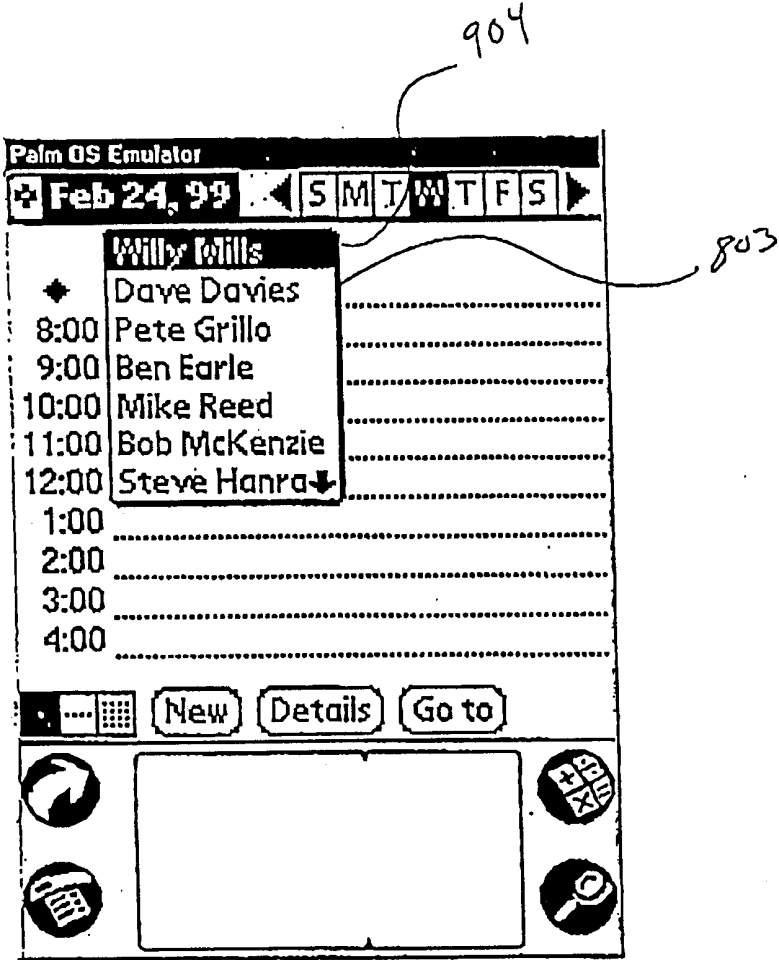 904
Palm OS Emulator
Feb 24, 99 S M T W T F S
Willy Mills
803
Dave Davies
8:00 Pete Grillo
9:00 Ben Earle
10:00 Mike Reed
11:00 Bob McKenzie
12:00 Steve Hanra
1:00
2:00
3:00
4:00
New Details Go to